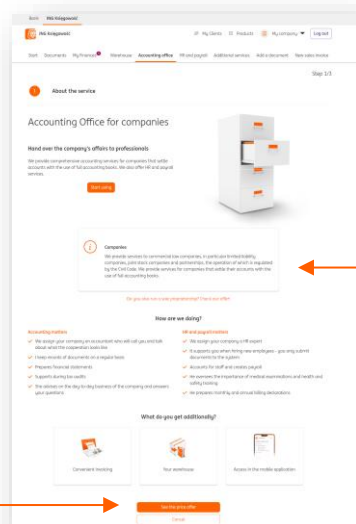 Bank ING Księgowość
ING Księgowość My Clients Products My company Log out
Start Documents My finances Warehouse Accounting office HR and payroll Additional services Add a document New sales invoice
Step 1/3
1 About the service
Accounting Office for companies
Hand over the company's affairs to professionals
We provide comprehensive accounting services for companies that settle
accounts with the use of full accounting books. We also offer HR and payroll
services.
Start using
Companies
We provide services to commercial law companies, in particular limited liability
companies, joint-stock companies and partnerships, the operation of which is regulated
by the Civil Code. We provide services for companies that settle their accounts with the
use of full accounting books.
Do you also run a sole proprietorship? Check our offer
How are we doing?
Accounting matters
We assign your company an accountant who will call you and talk
about what the cooperation looks like
I keep records of documents on a regular basis
Prepares financial statements
Supports during tax audits
She advises on the day-to-day business of the company and answers
your questions
HR and payroll matters
We assign your company a HR expert
It supports you when hiring new employees - you only submit
documents to the system
Accounts for staff and creates payroll
We oversee the importance of medical examinations and health and
safety training
We prepares monthly and annual billing declarations
What do you get additionally?
Convenient invoicing
Your warehouse
Access in the mobile application
See the price offer
Cancel